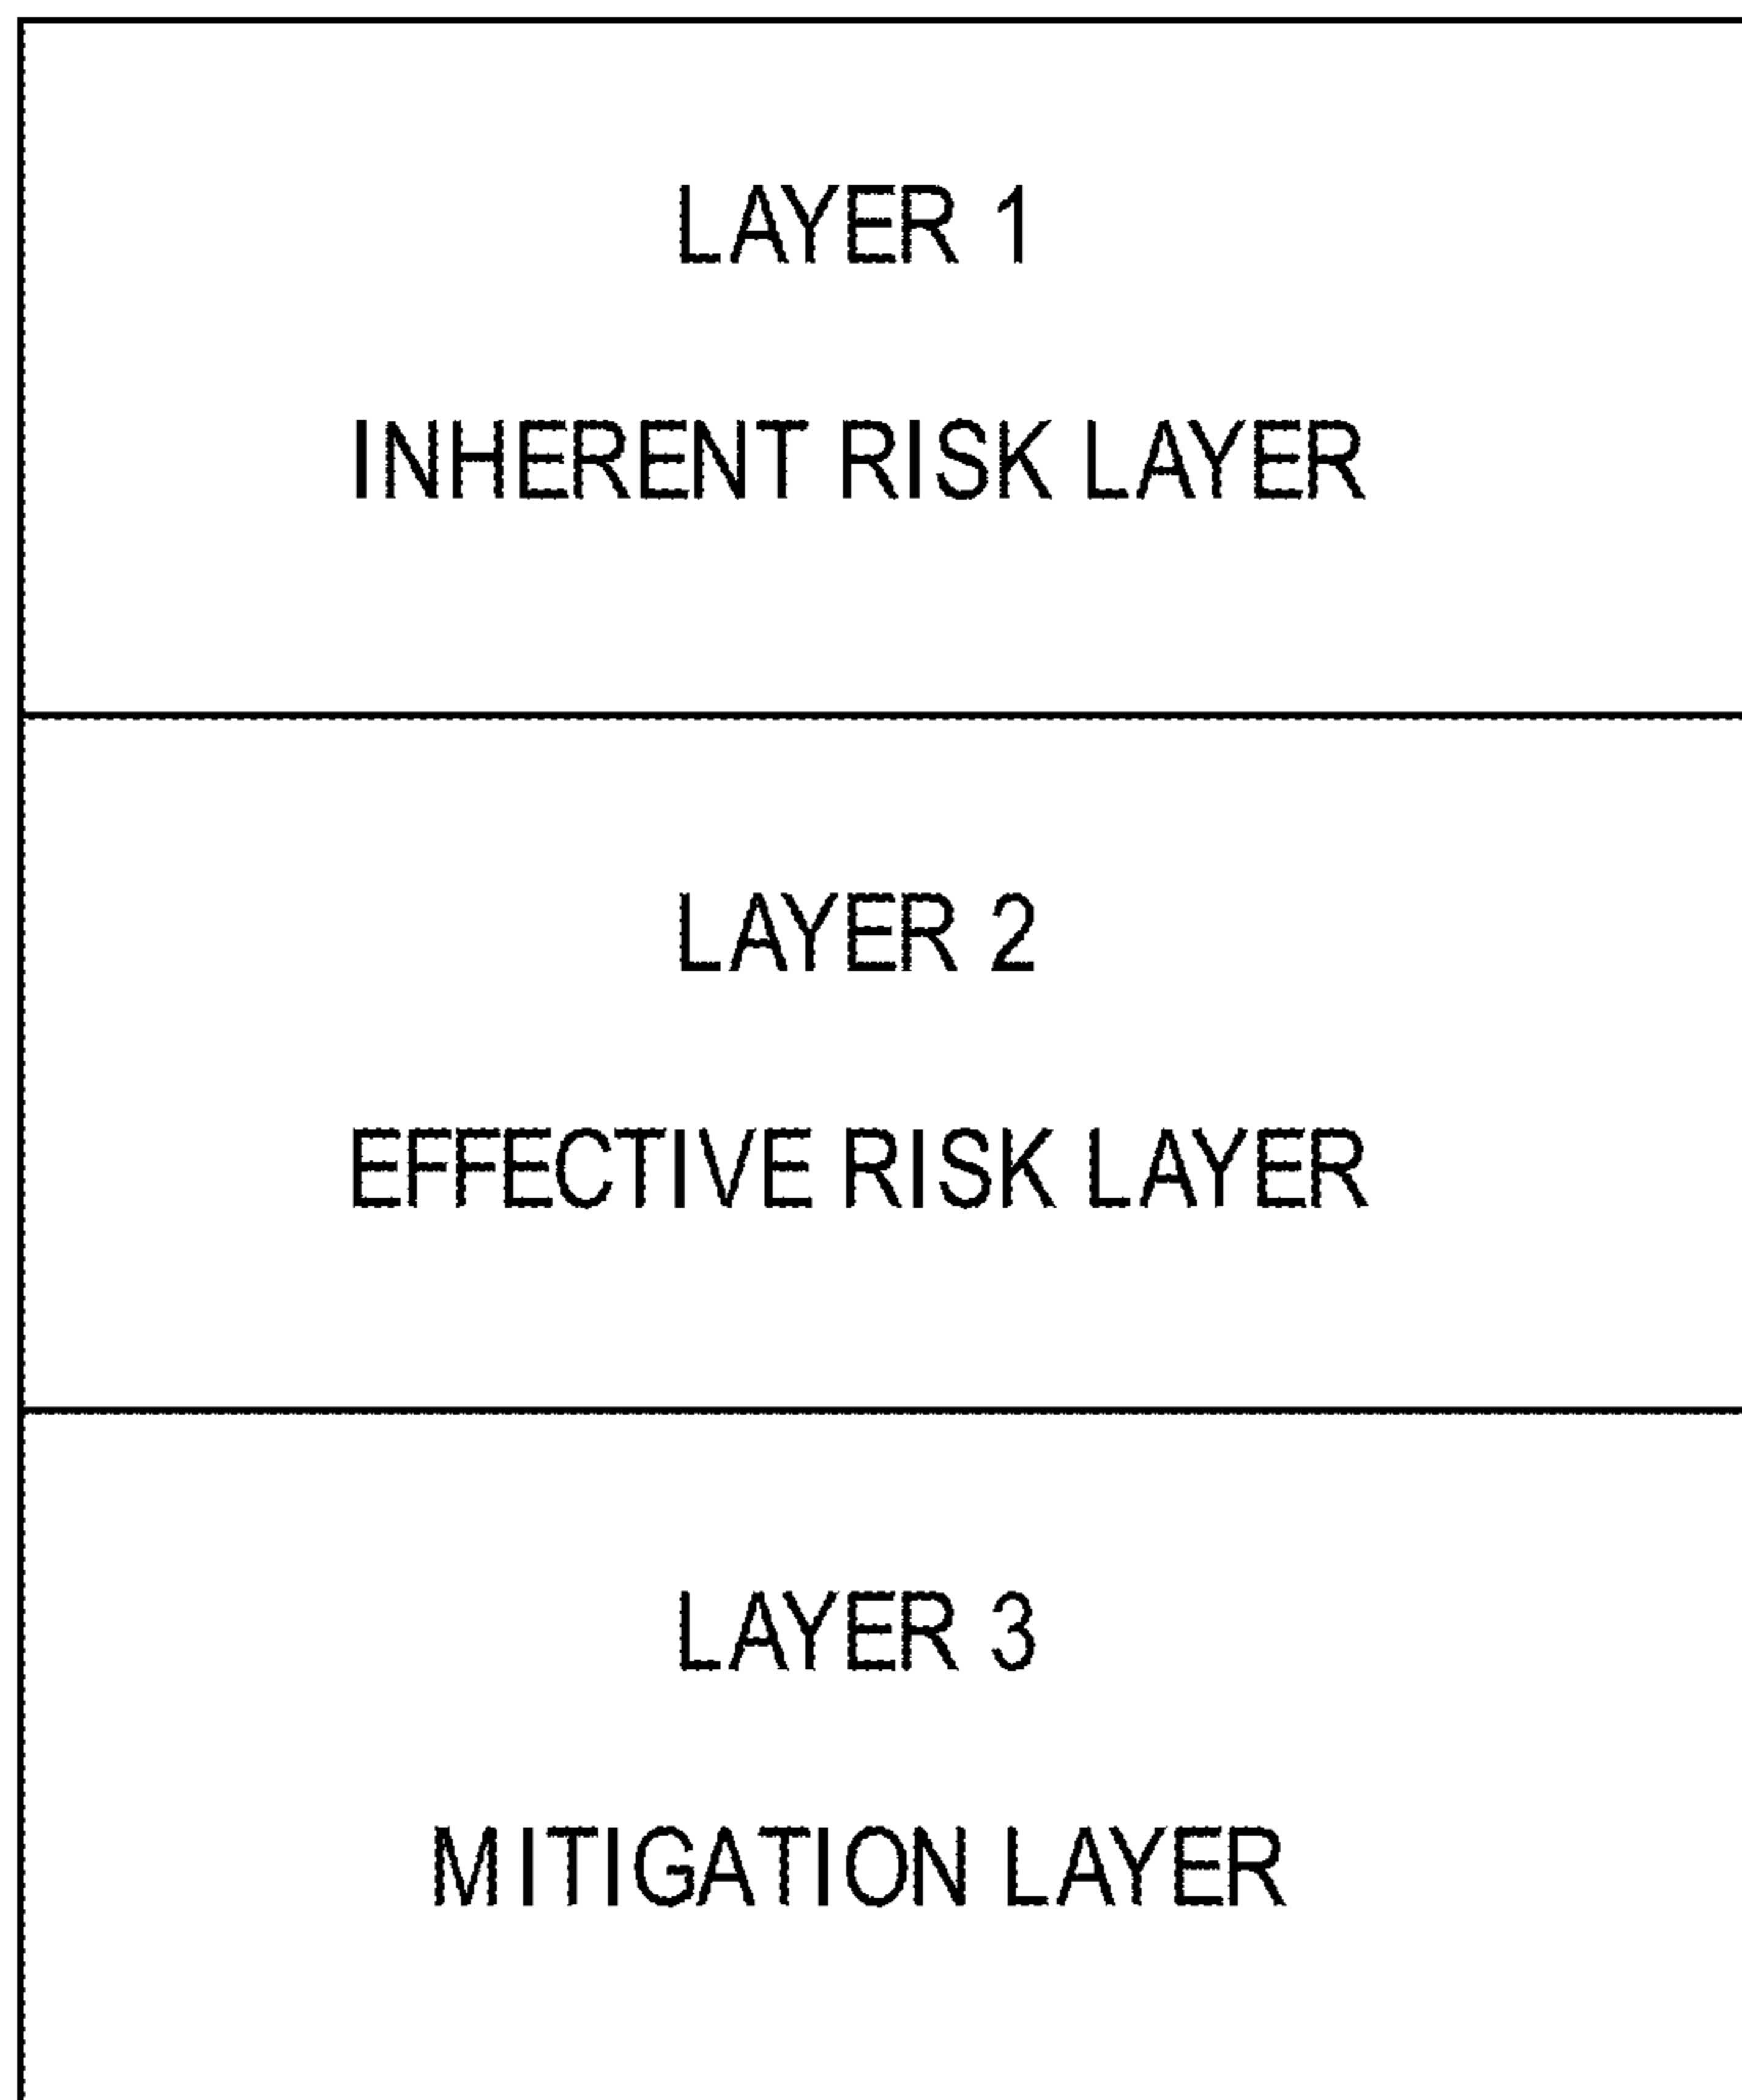 LAYER 1
INHERENT RISK LAYER
LAYER 2
EFFECTIVE RISK LAYER
LAYER 3
MITIGATION LAYER